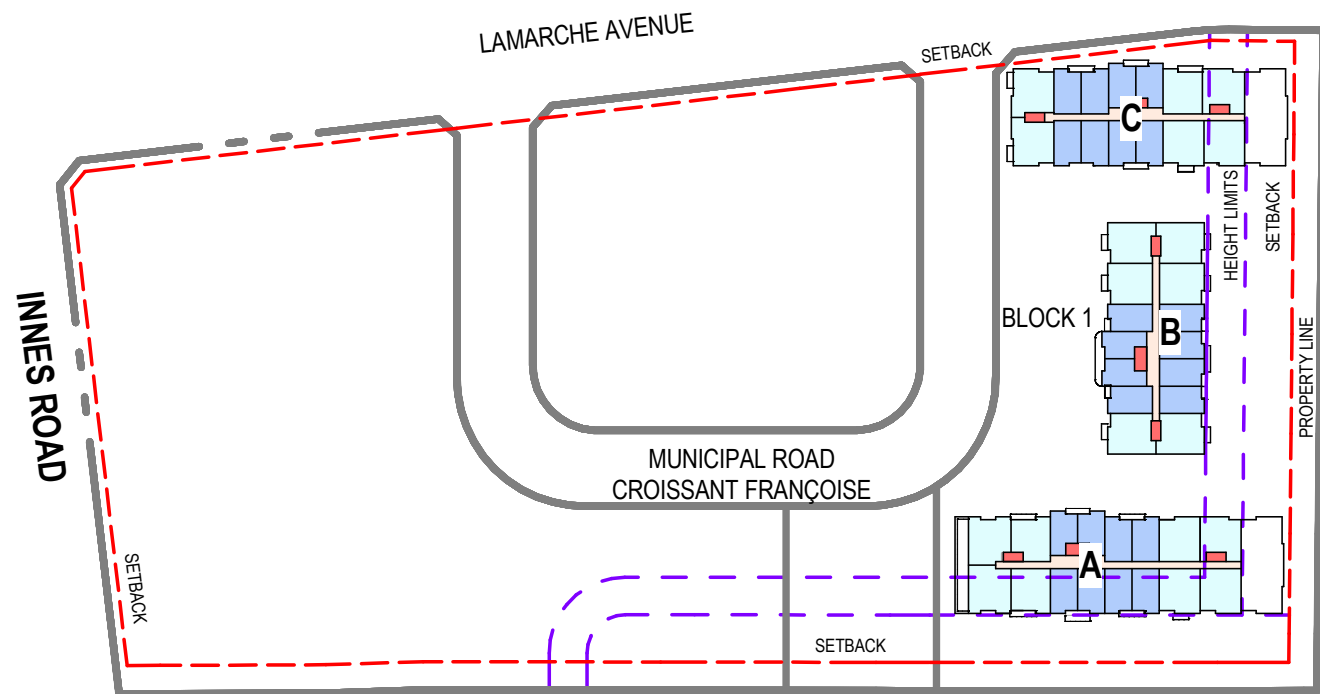 LAMARCHE AVENUE
SETBACK
C
HEIGHT LIMITS
SETBACK
INNES ROAD
BLOCK 1
B
PROPERTY LINE
MUNICIPAL ROAD
CROISSANT FRANÇOISE
A
SETBACK
SETBACK